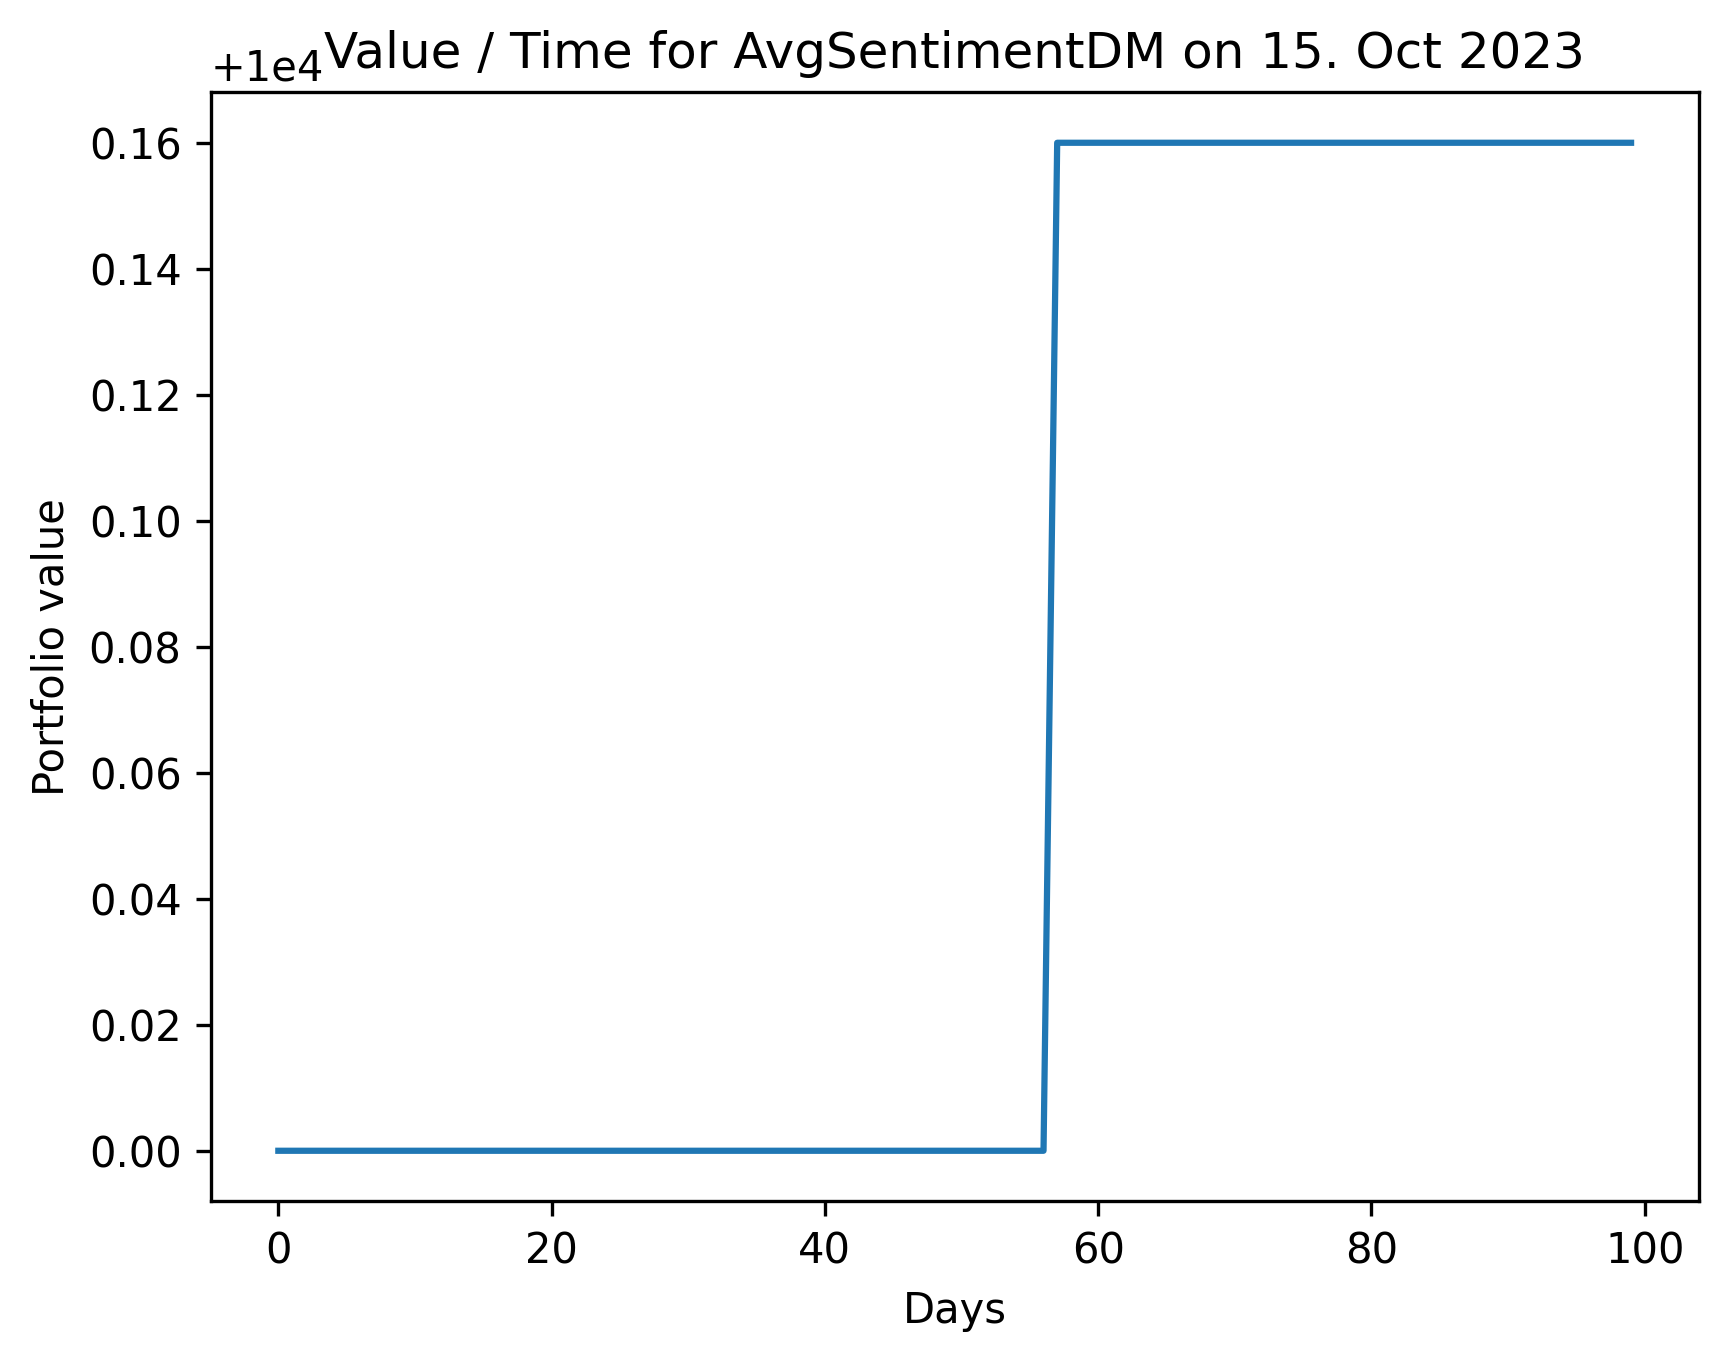 Value / Time for AvgSentimentDM on 15. Oct 2023
+1e4
0.16
0.14
0.12
0.10
0.08
0.06
0.04
0.02
0.00
Portfolio value
0 20 40 60 80 100
Days